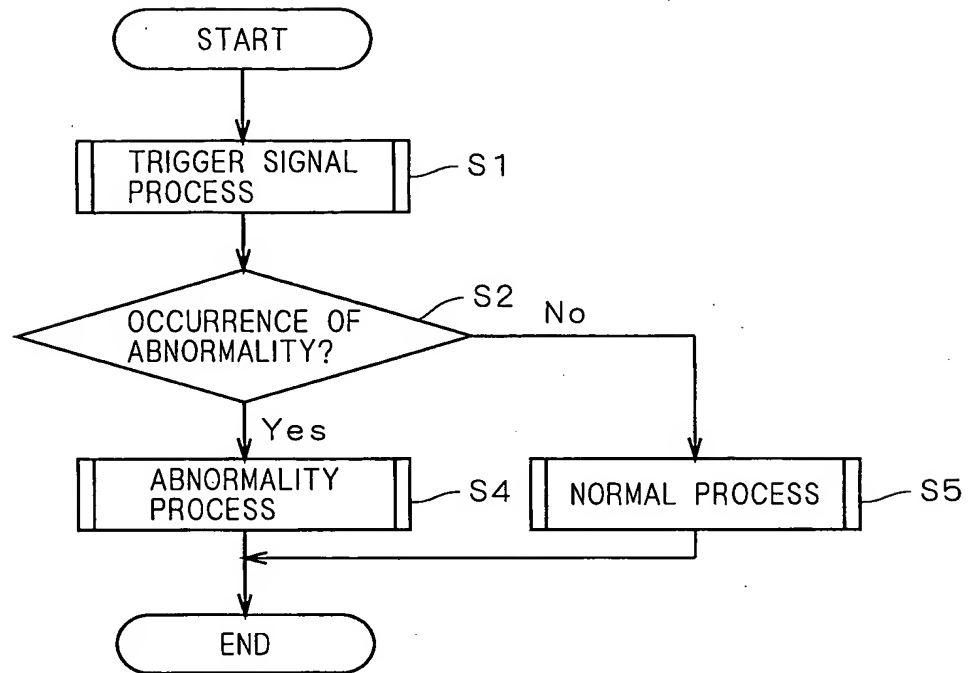 START
TRIGGER SIGNAL
PROCESS
S1
S2
OCCURRENCE OF
ABNORMALITY?
No
Yes
ABNORMALITY
PROCESS
S4
NORMAL PROCESS
S5
END